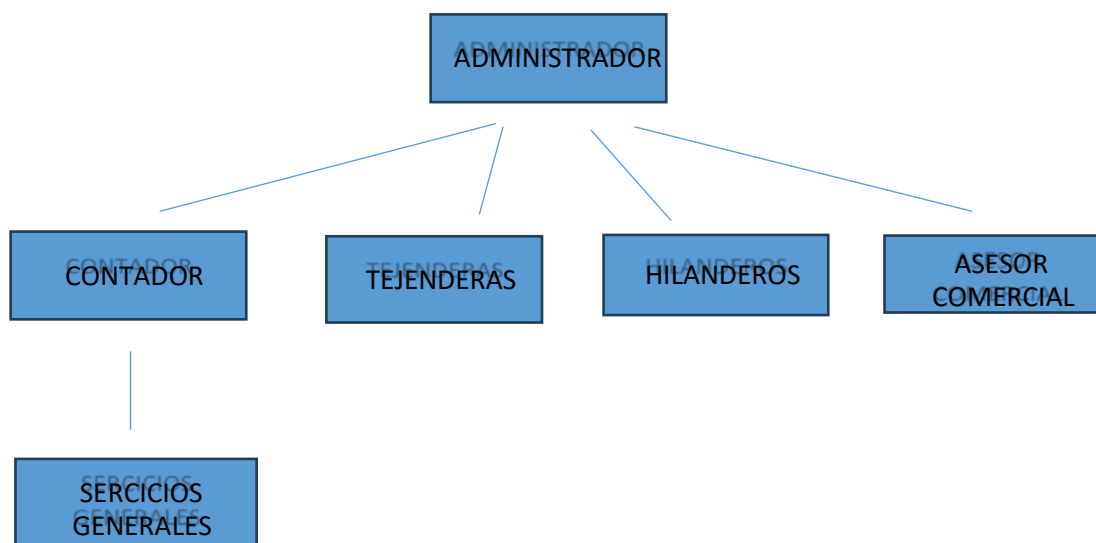 ADMINISTRADOR
CONTADOR
TEJENDERAS
HILANDEROS
ASESOR
COMERCIAL
SERCICIOS
GENERALES